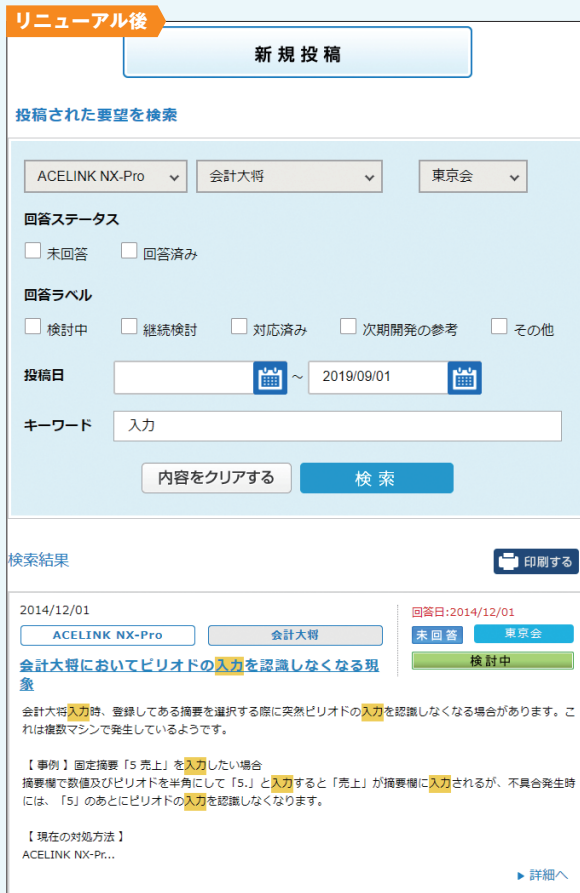 リニューアル後
新規投稿
投稿された要望を検索
ACELINK NX-Pro 会計大将 東京会
回答ステータス
未回答 回答済み
回答ラベル
検討中 継続検討 対応済み 次期開発の参考 その他
投稿日 ～ 2019/09/01
キーワード 入力
内容をクリアする 検索
検索結果 印刷する
2014/12/01 回答日:2014/12/01
ACELINK NX-Pro 会計大将 未回答 東京会
検討中
会計大将においてピリオドの入力を認識しなくなる現
象
会計大将入力時、登録してある摘要を選択する際に突然ピリオドの入力を認識しなくなる場合があります。こ
れは複数マシンで発生しているようです。
【 事例 】固定摘要「5 売上」を入力したい場合
摘要欄で数値及びピリオドを半角にして「5.」と入力すると「売上」が摘要欄に入力されるが、不具合発生時
には、「5」のあとにピリオドの入力を認識しなくなります。
【 現在の対処方法 】
ACELINK NX-Pr...
詳細へ